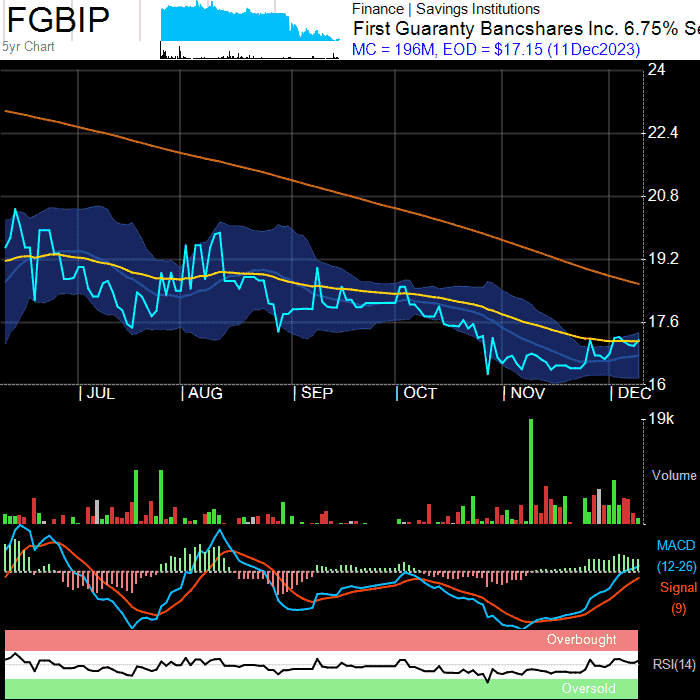 FGBIP
5yr Chart
Finance | Savings Institutions
First Guaranty Bancshares Inc. 6.75% Se
MC = 196M, EOD = $17.15 (11Dec2023)
24
22.4
20.8
19.2
17.6
16
JUL AUG SEP OCT NOV DEC
19k
Volume
MACD
(12-26)
Signal
(9)
Overbought
RSI(14)
Oversold